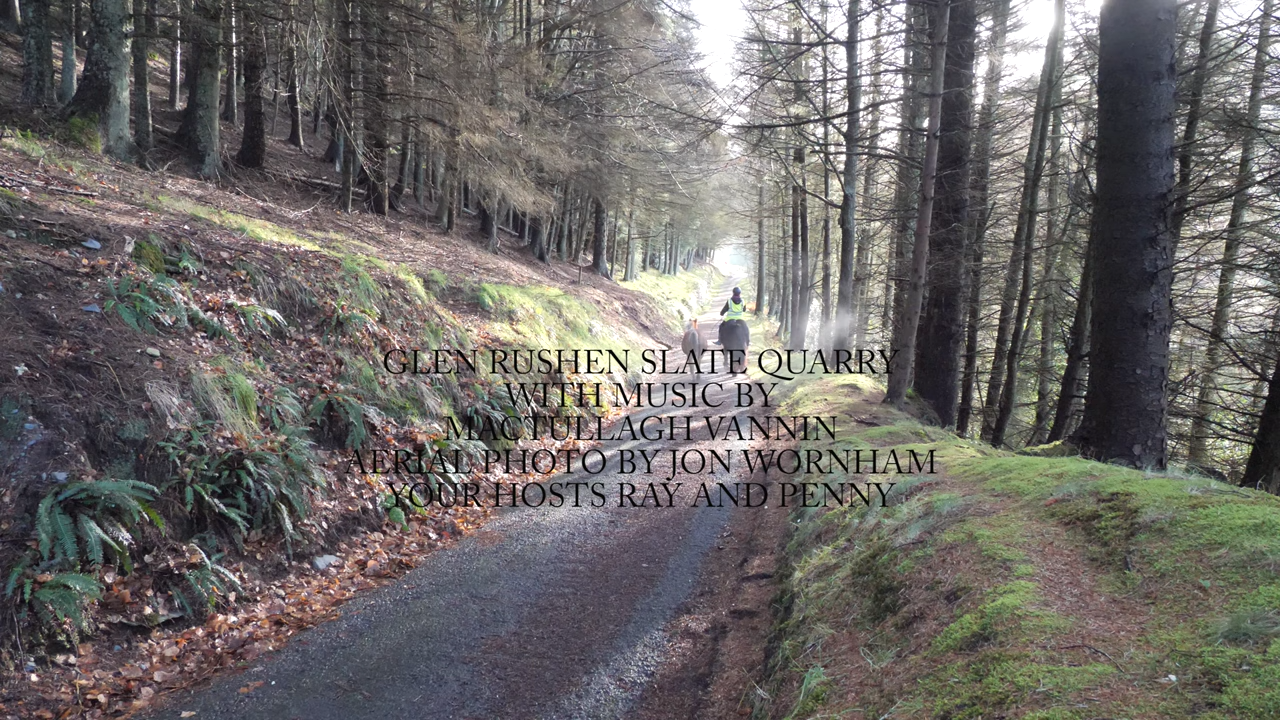 GLEN RUSHEN SLATE QUARRY
WITH MUSIC BY
MACTULLAGH VANNIN
AERIAL PHOTO BY JON WORNHAM
YOUR HOSTS RAY AND PENNY